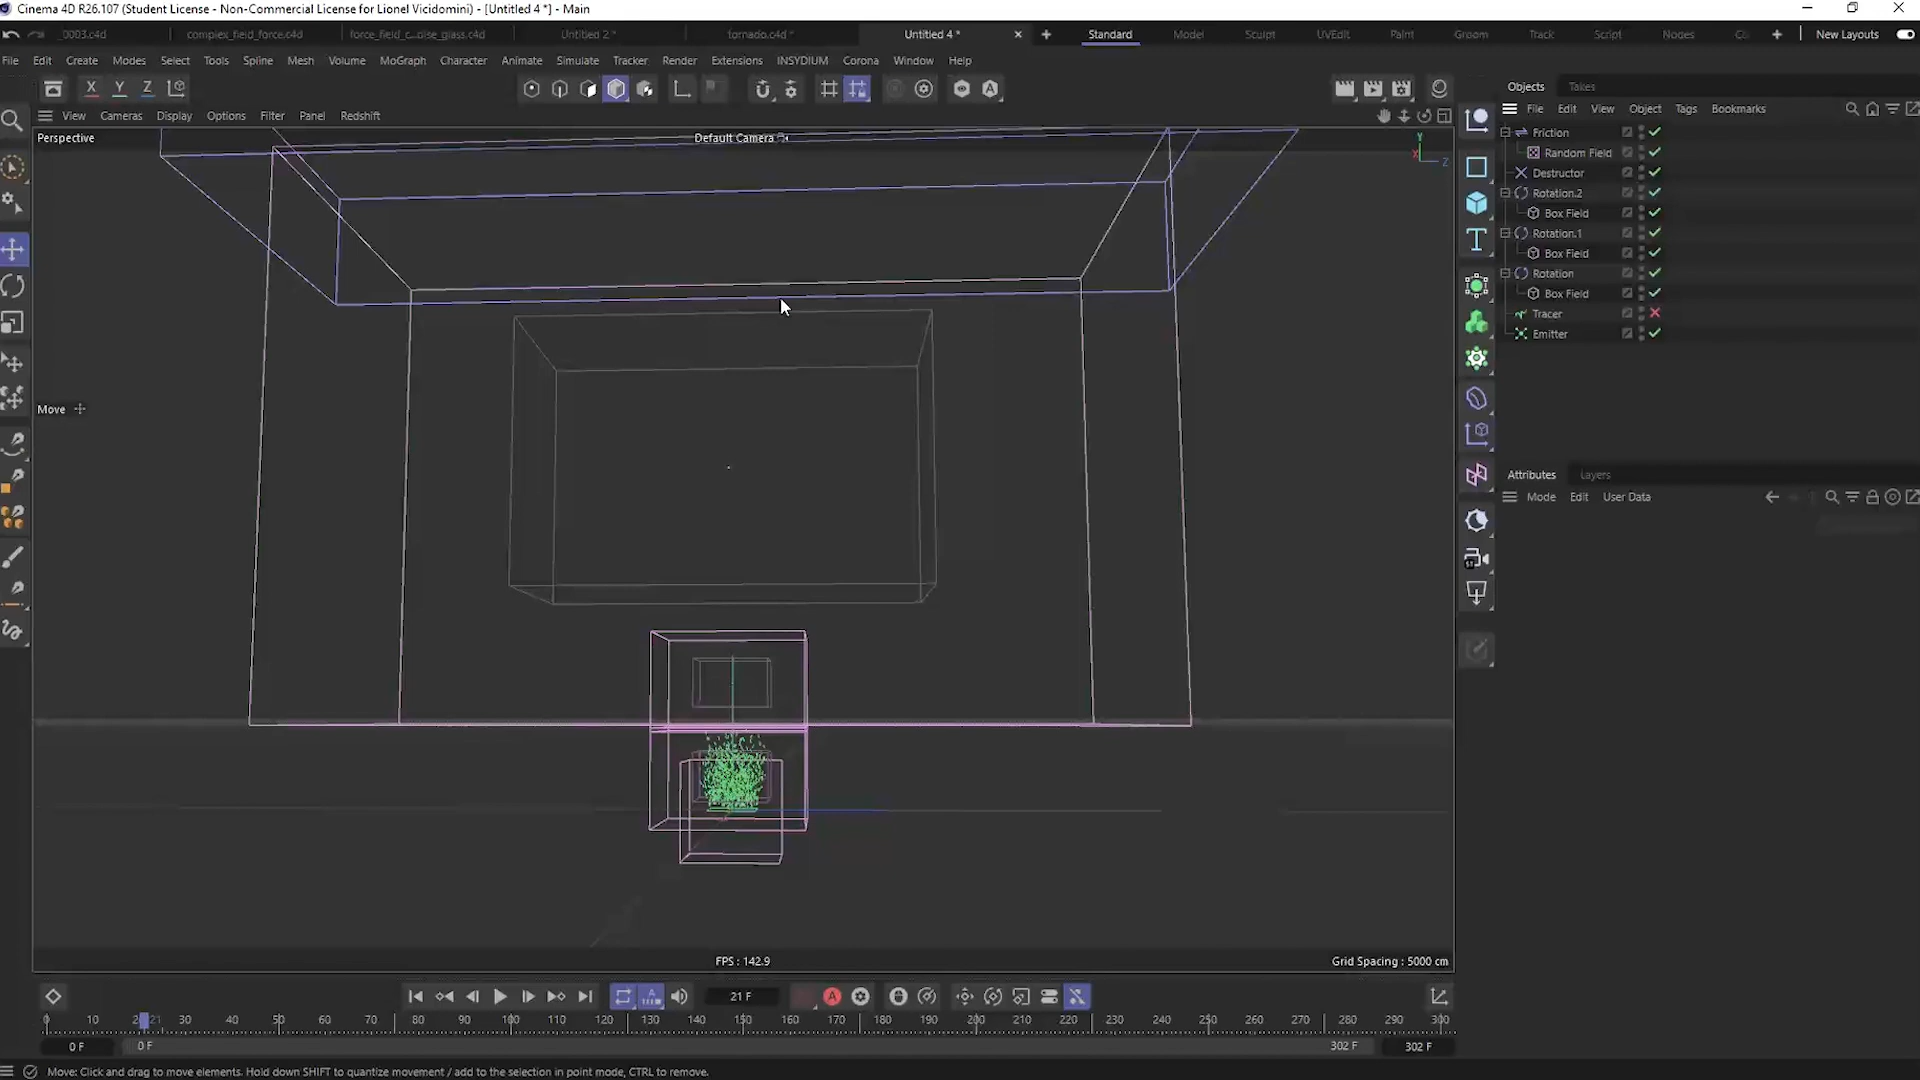 Cinema 4D R26.107 (Student License - Non-Commercial License for Lionel Vicidomini) - [Untitled 4 *] - Main
_0003.c4d complex_field_force.c4d force_field_c...oise_glass.c4d Untitled 2 * tornado.c4d * Untitled 4 * Standard Model Sculpt UVEdit Paint Groom Track Script Nodes New Layouts
File Edit Create Modes Select Tools Spline Mesh Volume MoGraph Character Animate Simulate Tracker Render Extensions INSYDIUM Corona Window Help
X Y Z
Objects Takes
View Cameras Display Options Filter Panel Redshift
File Edit View Object Tags Bookmarks
Perspective
Default Camera
Y
X
Z
Friction
Random Field
Destructor
Rotation.2
Box Field
Rotation.1
Box Field
Rotation
Box Field
Tracer
Emitter
Move
Attributes Layers
Mode Edit User Data
FPS : 142.9
Grid Spacing : 5000 cm
21 F
0 10 21 30 40 50 60 70 80 90 100 110 120 130 140 150 160 170 180 190 200 210 220 230 240 250 260 270 280 290 300
0 F 0 F 302 F 302 F
Move: Click and drag to move elements. Hold down SHIFT to quantize movement / add to the selection in point mode, CTRL to remove.